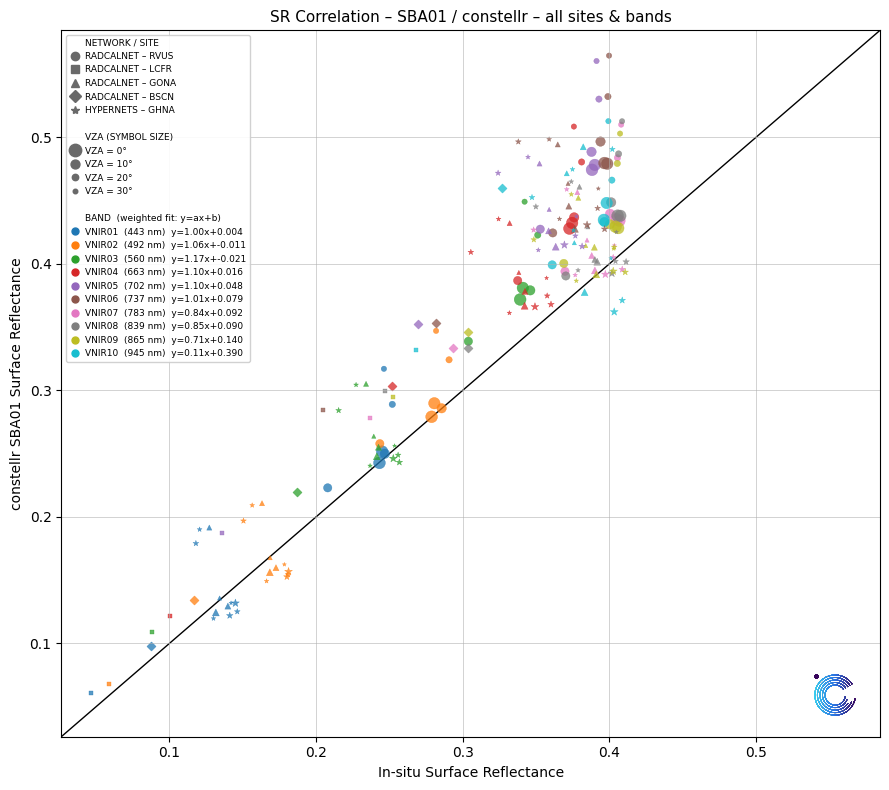 SR Correlation – SBA01 / constellr – all sites & bands
NETWORK / SITE
RADCALNET – RVUS
RADCALNET – LCFR
RADCALNET – GONA
RADCALNET – BSCN
HYPERNETS – GHNA
VZA (SYMBOL SIZE)
VZA = 0°
VZA = 10°
VZA = 20°
VZA = 30°
BAND (weighted fit: y=ax+b)
VNIR01 (443 nm) y=1.00x+0.004
VNIR02 (492 nm) y=1.06x+-0.011
VNIR03 (560 nm) y=1.17x+-0.021
VNIR04 (663 nm) y=1.10x+0.016
VNIR05 (702 nm) y=1.10x+0.048
VNIR06 (737 nm) y=1.01x+0.079
VNIR07 (783 nm) y=0.84x+0.092
VNIR08 (839 nm) y=0.85x+0.090
VNIR09 (865 nm) y=0.71x+0.140
VNIR10 (945 nm) y=0.11x+0.390
constellr SBA01 Surface Reflectance
0.5
0.4
0.3
0.2
0.1
0.1 0.2 0.3 0.4 0.5
In-situ Surface Reflectance